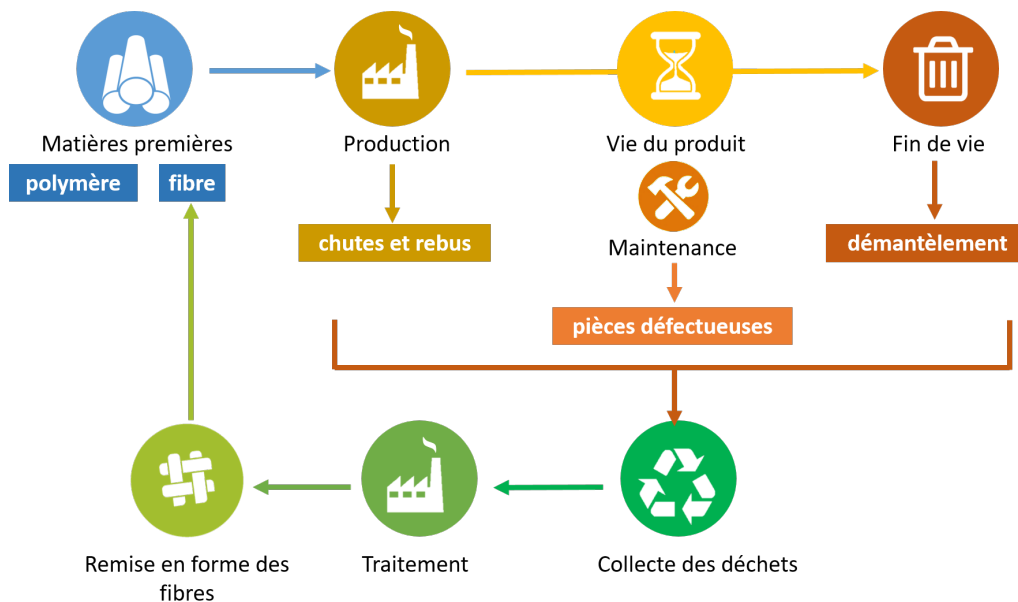 Matières premières
Production
Vie du produit
Fin de vie
polymère
fibre
chutes et rebus
Maintenance
démantèlement
pièces défectueuses
Remise en forme des
fibres
Traitement
Collecte des déchets